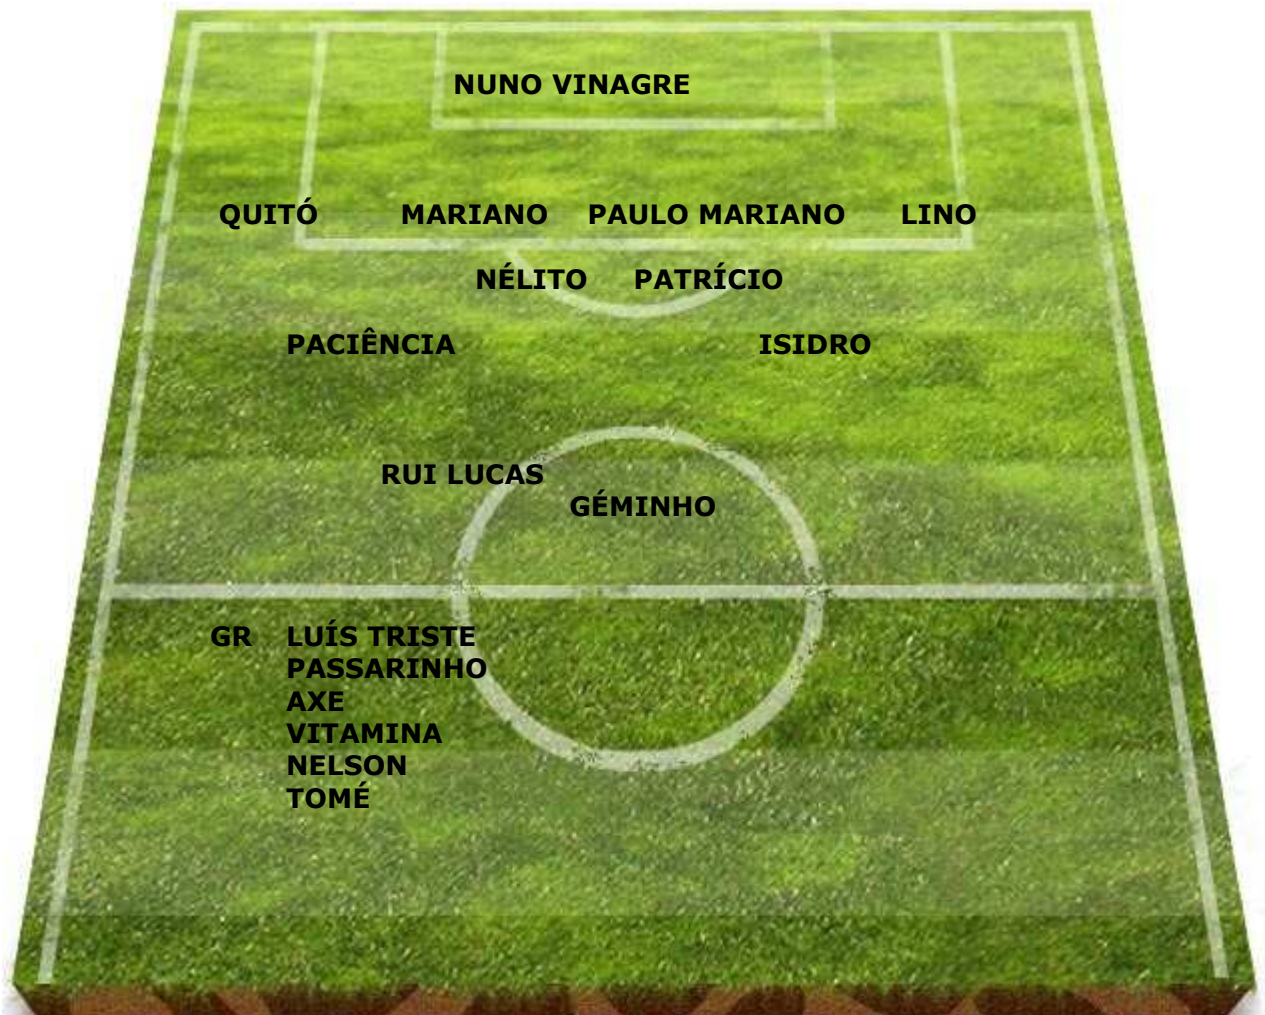 NUNO VINAGRE
QUITÓ MARIANO PAULO MARIANO LINO
NÉLITO PATRÍCIO
PACIÊNCIA ISIDRO
RUI LUCAS
GÉMINHO
GR LUÍS TRISTE
PASSARINHO
AXE
VITAMINA
NELSON
TOMÉ